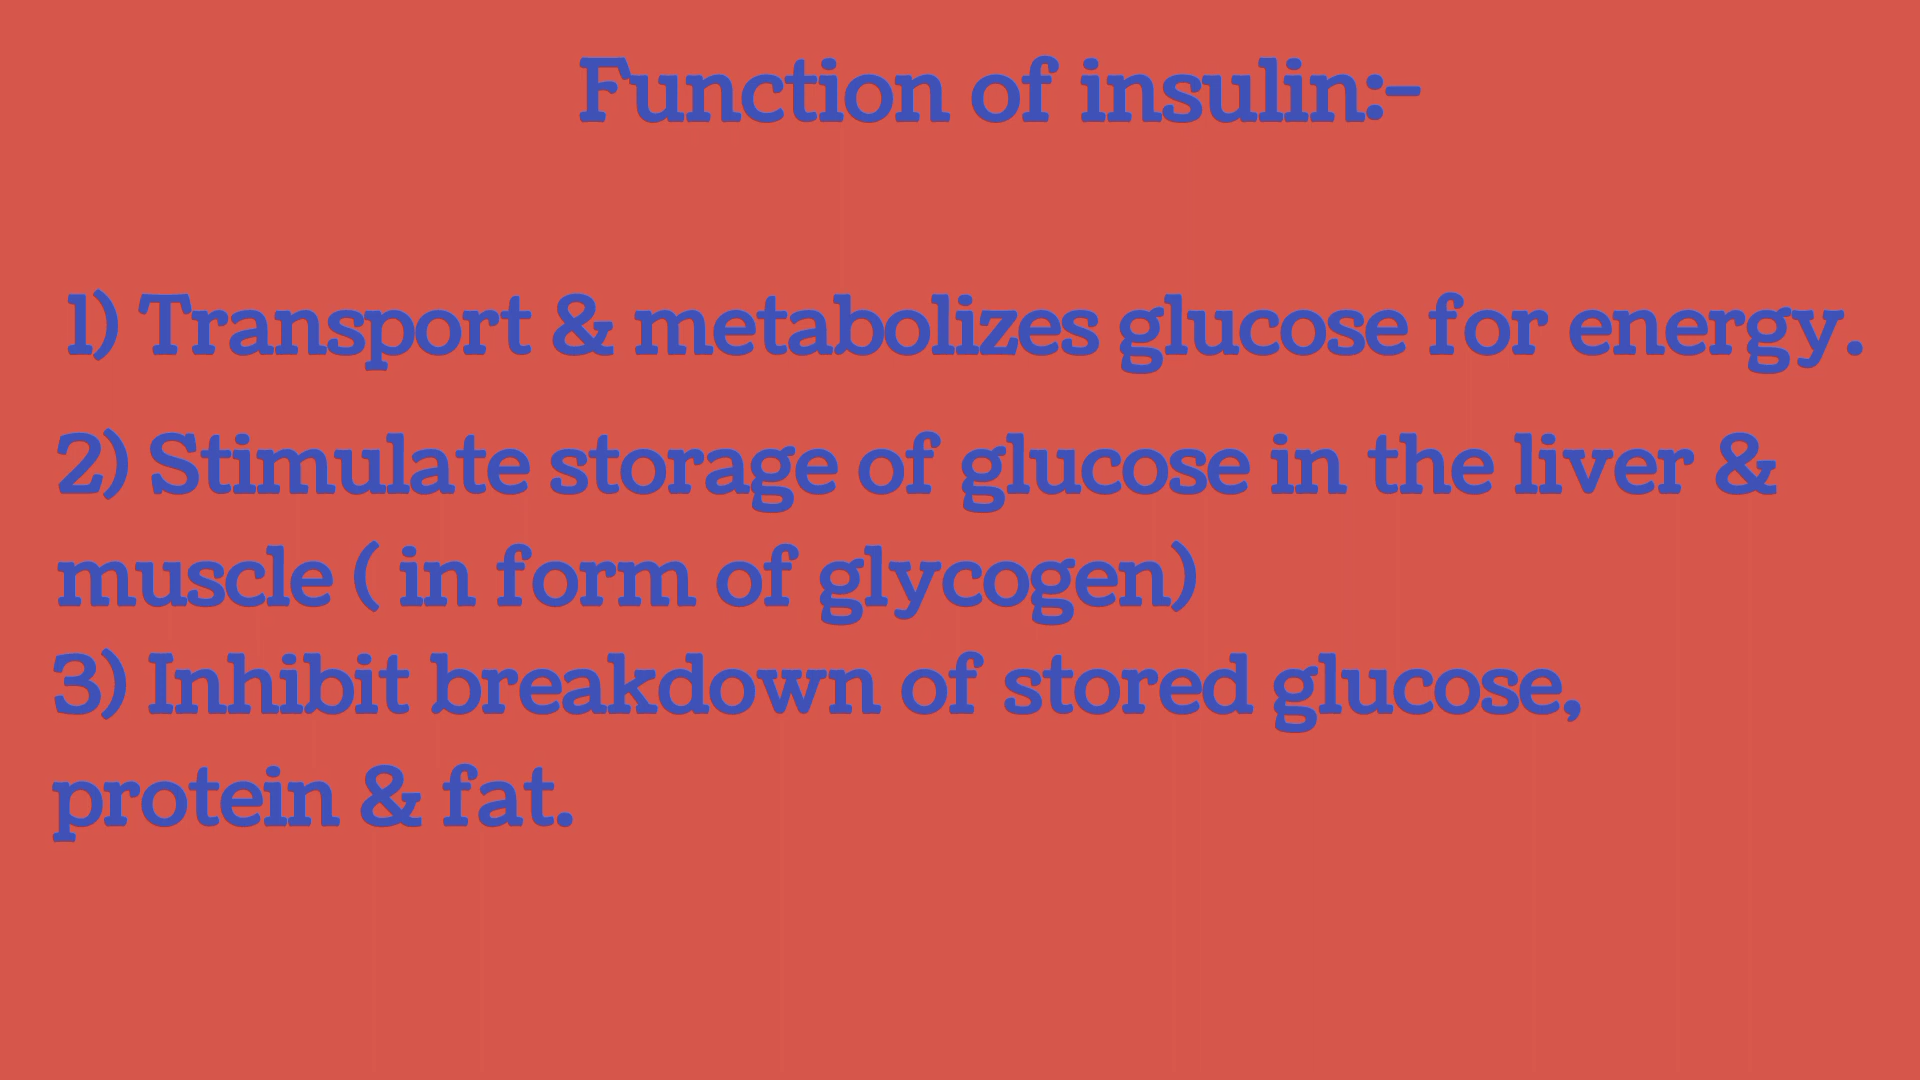 Function of insulin:-
1) Transport & metabolizes glucose for energy.
2) Stimulate storage of glucose in the liver &
muscle ( in form of glycogen)
3) Inhibit breakdown of stored glucose,
protein & fat.